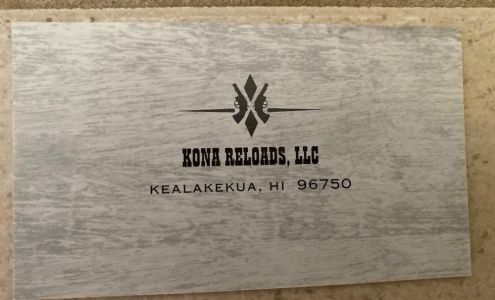 KONA RELOADS, LLC
KEALAKEKUA, HI 96750